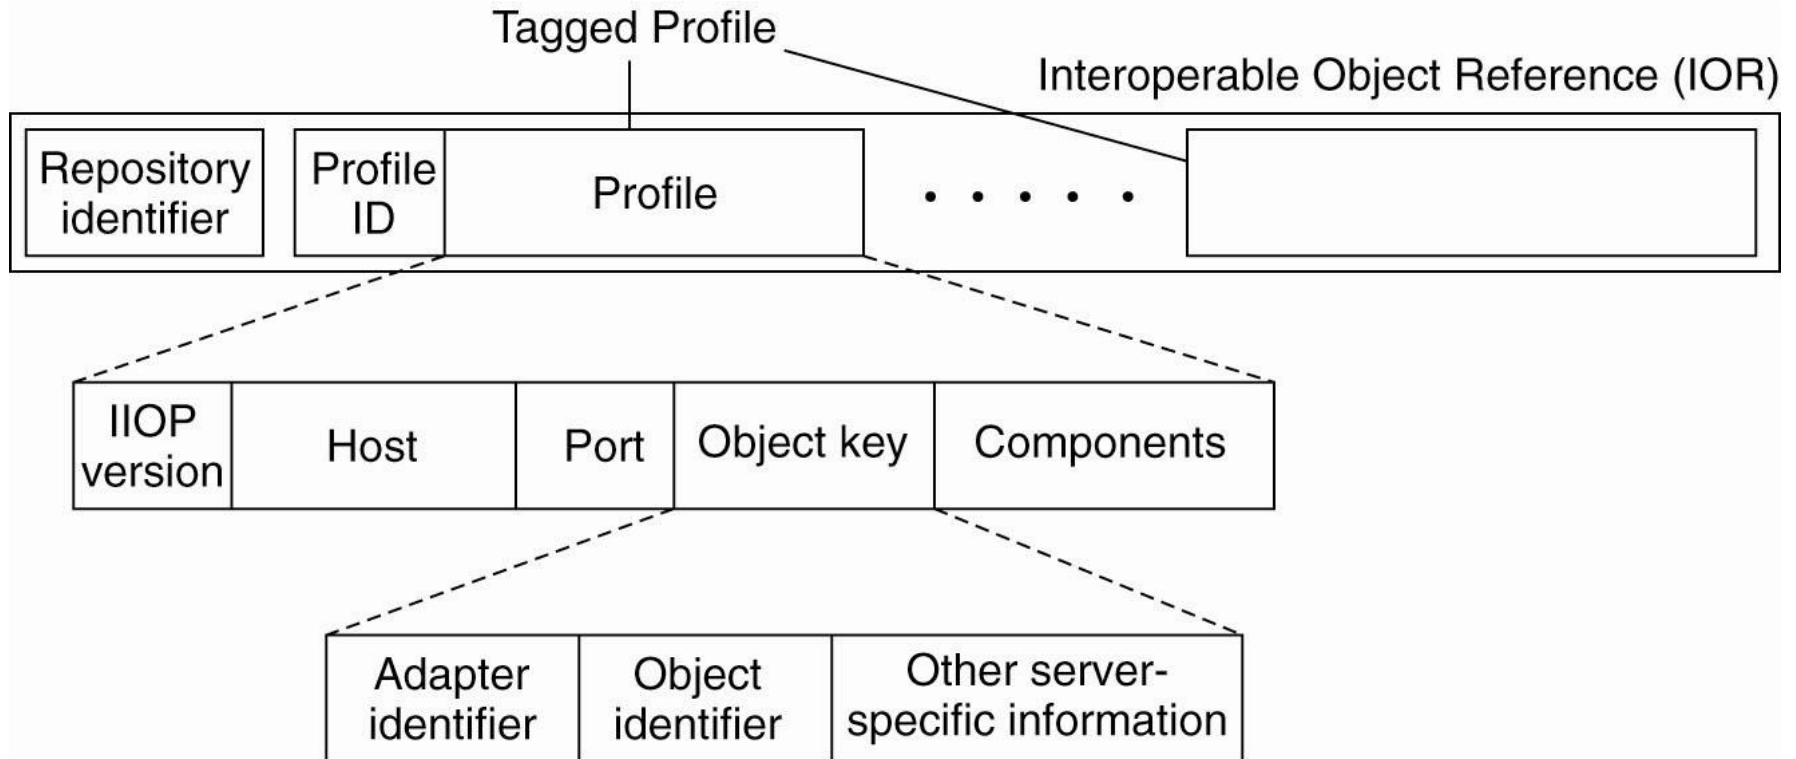 Tagged Profile
Interoperable Object Reference (IOR)
Repository
identifier
Profile
ID
Profile
IIOP
version
Host
Port
Object key
Components
Adapter
identifier
Object
identifier
Other server-
specific information